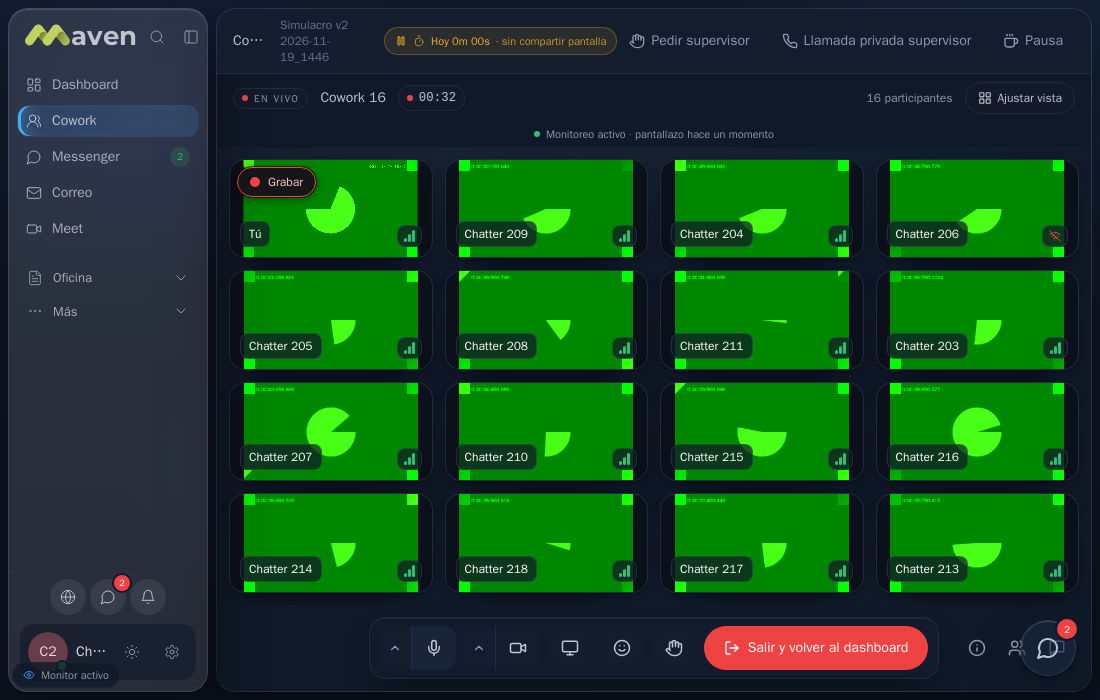 Maven
Dashboard
Cowork
Messenger 2
Correo
Meet
Oficina
Más
2
C2 Ch···
Monitor activo
Co···
Simulacro v2
2026-11-
19_1446
Hoy 0m 00s · sin compartir pantalla
Pedir supervisor
Llamada privada supervisor
Pausa
EN VIVO
Cowork 16
00:32
16 participantes
Ajustar vista
Monitoreo activo · pantallazo hace un momento
Grabar
Tú
Chatter 209
Chatter 204
Chatter 206
Chatter 205
Chatter 208
Chatter 211
Chatter 203
Chatter 207
Chatter 210
Chatter 215
Chatter 216
Chatter 214
Chatter 218
Chatter 217
Chatter 213
Salir y volver al dashboard
2